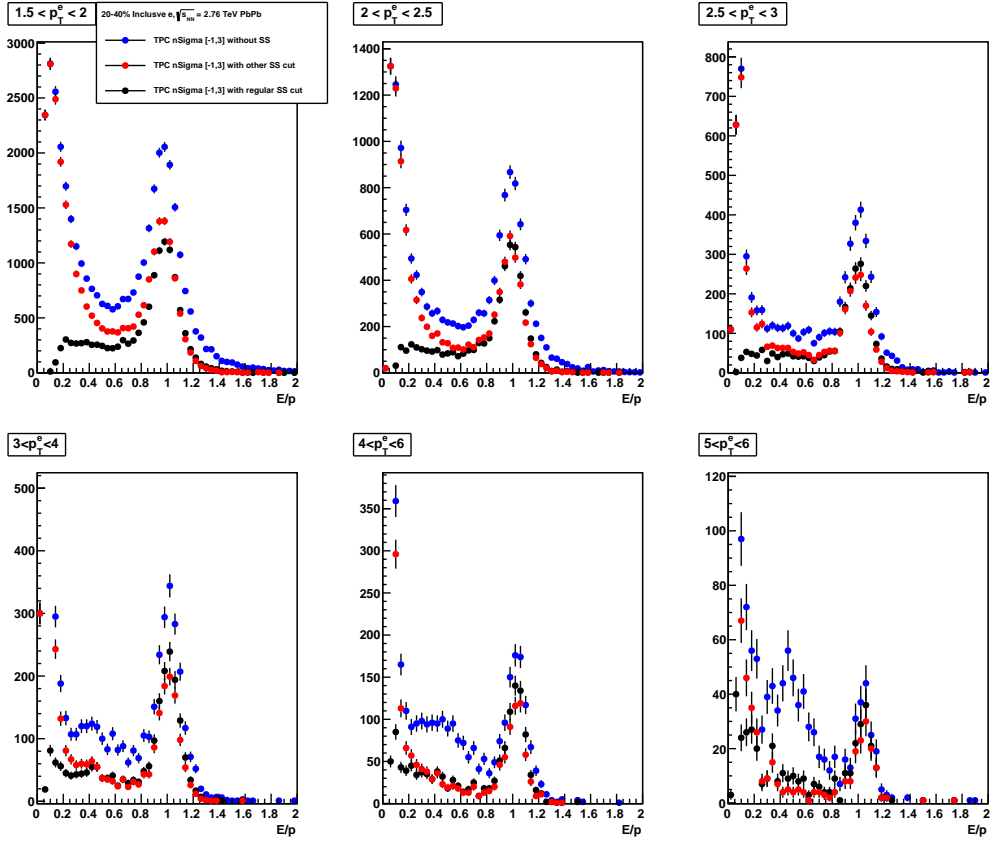 1.5 < p_T^e < 2
20-40% Inclusve e, √s_NN = 2.76 TeV PbPb
TPC nSigma [-1,3] without SS
TPC nSigma [-1,3] with other SS cut
TPC nSigma [-1,3] with regular SS cut
3000
2500
2000
1500
1000
500
0
0 0.2 0.4 0.6 0.8 1 1.2 1.4 1.6 1.8 2
E/p
2 < p_T^e < 2.5
1400
1200
1000
800
600
400
200
0
0 0.2 0.4 0.6 0.8 1 1.2 1.4 1.6 1.8 2
E/p
2.5 < p_T^e < 3
800
700
600
500
400
300
200
100
0
0 0.2 0.4 0.6 0.8 1 1.2 1.4 1.6 1.8 2
E/p
3<p_T^e<4
500
400
300
200
100
0
0 0.2 0.4 0.6 0.8 1 1.2 1.4 1.6 1.8 2
E/p
4<p_T^e<6
350
300
250
200
150
100
50
0
0 0.2 0.4 0.6 0.8 1 1.2 1.4 1.6 1.8 2
E/p
5<p_T^e<6
120
100
80
60
40
20
0
0 0.2 0.4 0.6 0.8 1 1.2 1.4 1.6 1.8 2
E/p